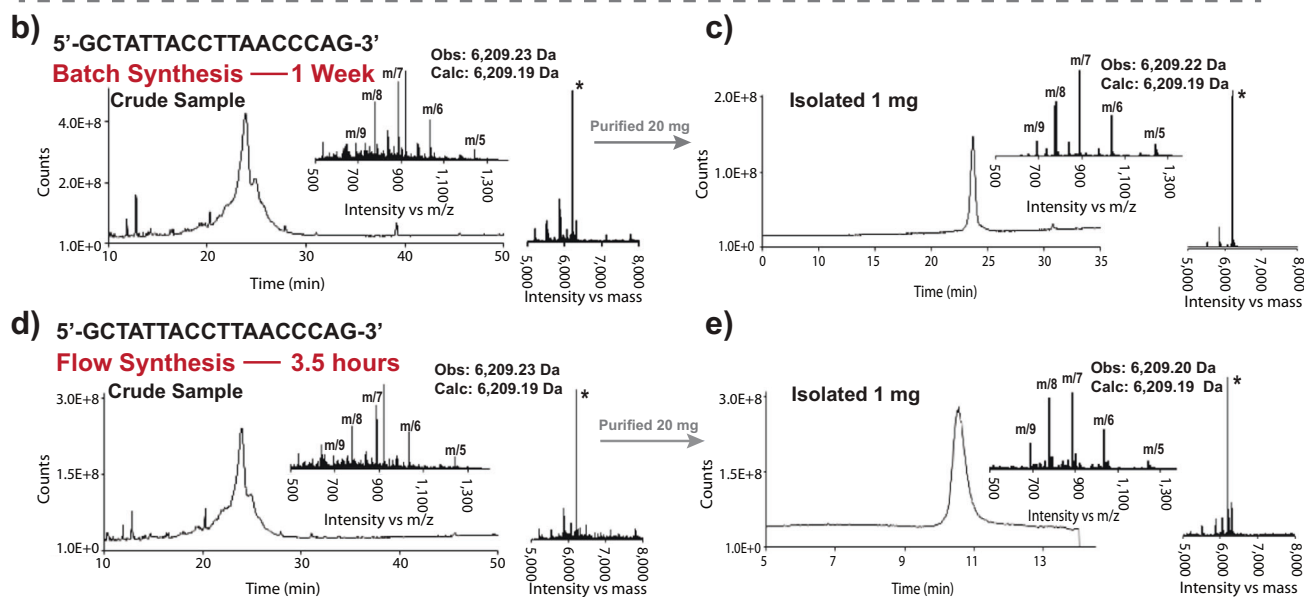 b)
5'-GCTATTACCTTAACCCAG-3'
Batch Synthesis — 1 Week
Crude Sample
Obs: 6,209.23 Da
Calc: 6,209.19 Da
m/9
m/8
m/7
m/6
m/5
*
Counts
4.0E+8
2.0E+8
1.0E+0
10
20
30
40
50
Time (min)
500
700
900
1,100
1,300
Intensity vs m/z
5,000
6,000
7,000
8,000
Intensity vs mass
Purified 20 mg
c)
Isolated 1 mg
Obs: 6,209.22 Da
Calc: 6,209.19 Da
m/9
m/8
m/7
m/6
m/5
*
Counts
2.0E+8
1.0E+8
1.0E+0
0
10
15
20
25
30
35
Time (min)
500
700
900
1,100
1,300
Intensity vs m/z
5,000
6,000
7,000
8,000
Intensity vs mass
d)
5'-GCTATTACCTTAACCCAG-3'
Flow Synthesis — 3.5 hours
Crude Sample
Obs: 6,209.23 Da
Calc: 6,209.19 Da
m/9
m/8
m/7
m/6
m/5
*
Counts
3.0E+8
1.5E+8
1.0E+0
10
20
30
40
50
Time (min)
500
700
900
1,100
1,300
Intensity vs m/z
5,000
6,0000
7,000
8,000
Intensity vs mass
Purified 20 mg
e)
Isolated 1 mg
Obs: 6,209.20 Da
Calc: 6,209.19 Da
m/9
m/8
m/7
m/6
m/5
*
Counts
3.0E+8
1.5E+8
1.0E+0
5
7
9
11
13
Time (min)
500
700
900
1,100
1,300
Intensity vs m/z
5,000
6,000
7,000
8,000
Intensity vs mass